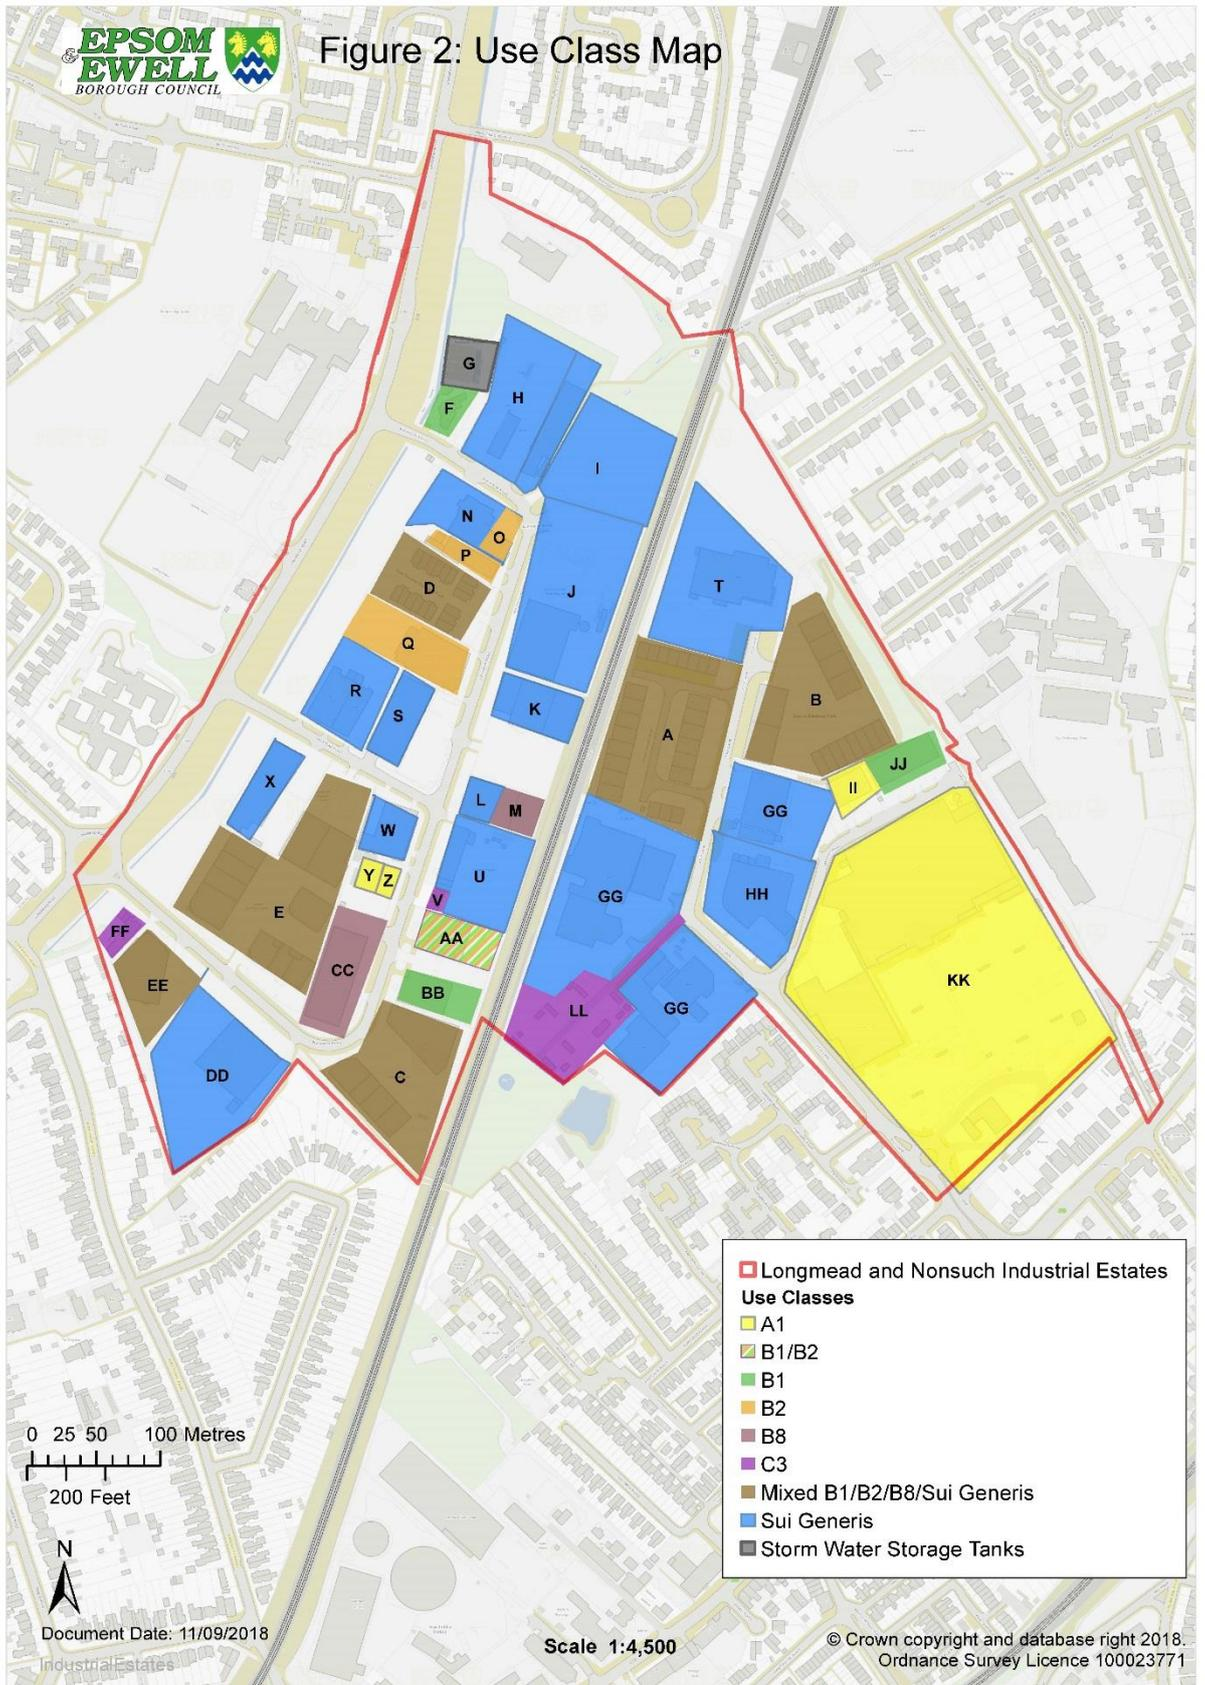 EPSOM
& EWELL
BOROUGH COUNCIL
Figure 2: Use Class Map
G
H
F
I
N
O
P
D
J
T
Q
R
S
K
B
A
X
L
M
W
GG
II
JJ
Y
Z
U
V
E
GG
HH
FF
AA
CC
BB
EE
LL
GG
KK
DD
C
Longmead and Nonsuch Industrial Estates
Use Classes
A1
B1/B2
B1
B2
B8
C3
Mixed B1/B2/B8/Sui Generis
Sui Generis
Storm Water Storage Tanks
0 25 50 100 Metres
200 Feet
N
Document Date: 11/09/2018
IndustrialEstates
Scale 1:4,500
© Crown copyright and database right 2018.
Ordnance Survey Licence 100023771